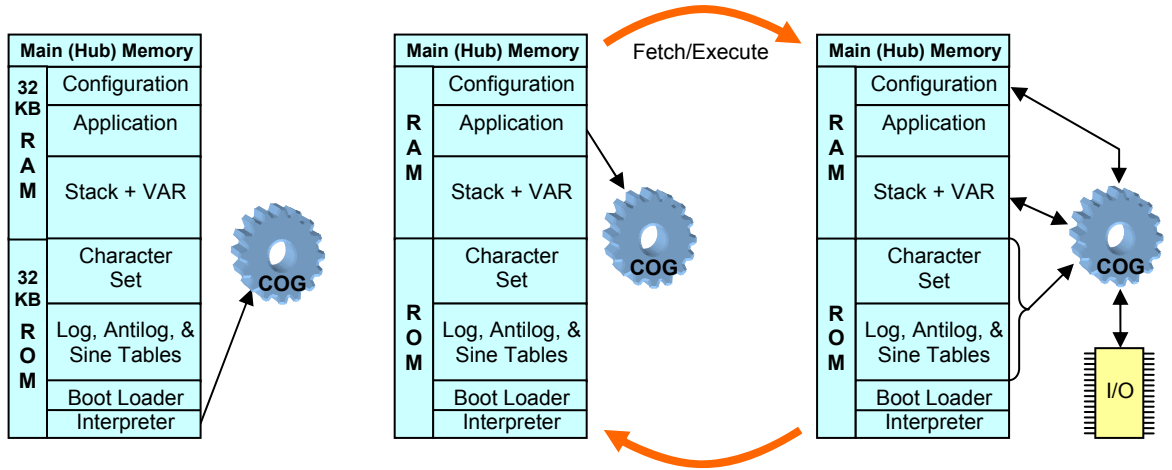 Main (Hub) Memory
32
KB
R
A
M
Configuration
Application
Stack + VAR
32
KB
R
O
M
Character
Set
Log, Antilog, &
Sine Tables
Boot Loader
Interpreter
COG
Main (Hub) Memory
R
A
M
Configuration
Application
Stack + VAR
R
O
M
Character
Set
Log, Antilog, &
Sine Tables
Boot Loader
Interpreter
COG
Fetch/Execute
Main (Hub) Memory
R
A
M
Configuration
Application
Stack + VAR
R
O
M
Character
Set
Log, Antilog, &
Sine Tables
Boot Loader
Interpreter
COG
I/O